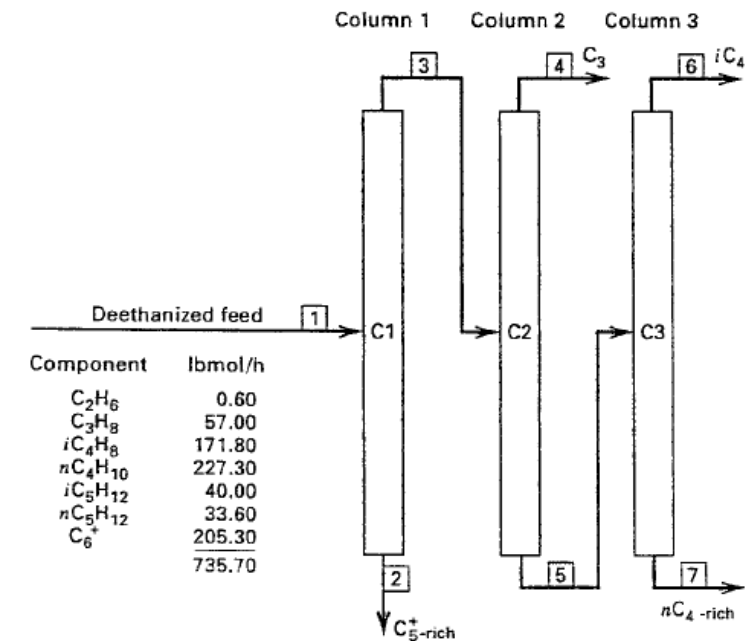 Column 1 Column 2 Column 3
3 4 C₃ 6 iC₄
Deethanized feed 1 C1 C2 C3
Component lbmol/h
C₂H₆ 0.60
C₃H₈ 57.00
iC₄H₈ 171.80
nC₄H₁₀ 227.30
iC₅H₁₂ 40.00
nC₅H₁₂ 33.60
C₆⁺ 205.30
735.70
2 5 7
nC₄ -rich
C₅⁺-rich